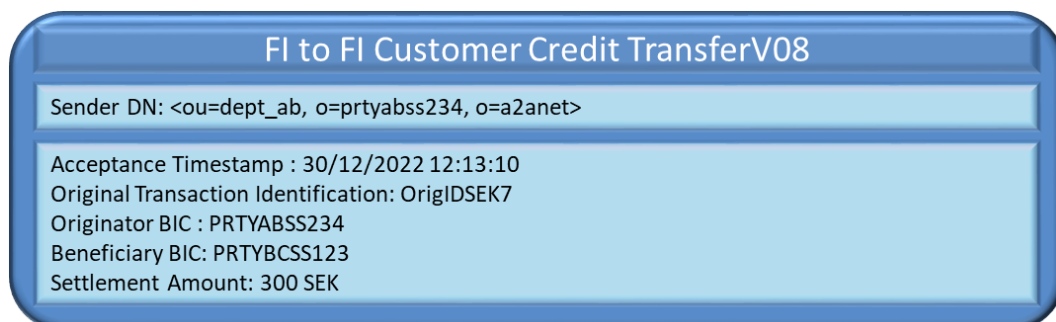 FI to FI Customer Credit TransferV08
Sender DN: <ou=dept_ab, o=prtyabss234, o=a2anet>
Acceptance Timestamp : 30/12/2022 12:13:10
Original Transaction Identification: OrigIDSEK7
Originator BIC : PRTYABSS234
Beneficiary BIC: PRTYBCSS123
Settlement Amount: 300 SEK